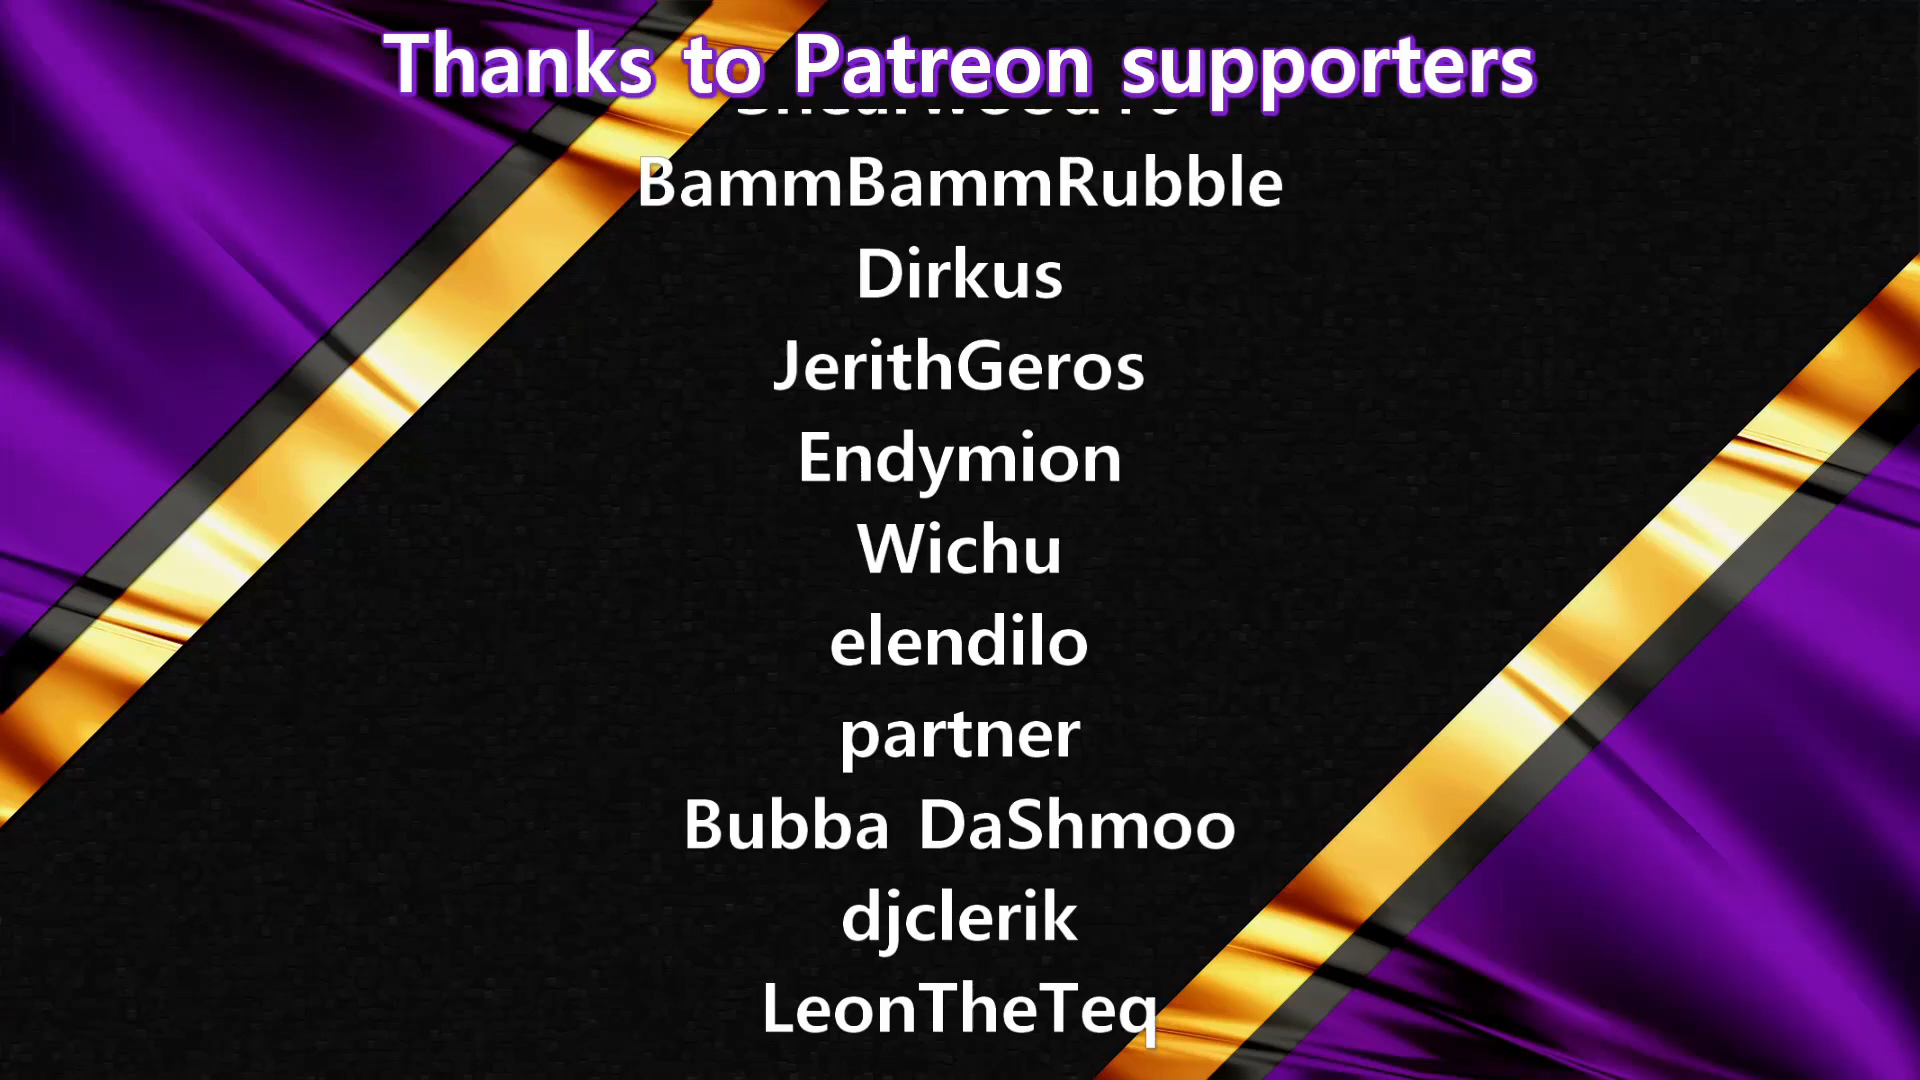 Thanks to Patreon supporters
BammBammRubble
Dirkus
JerithGeros
Endymion
Wichu
elendilo
partner
Bubba DaShmoo
djclerik
LeonTheTeq